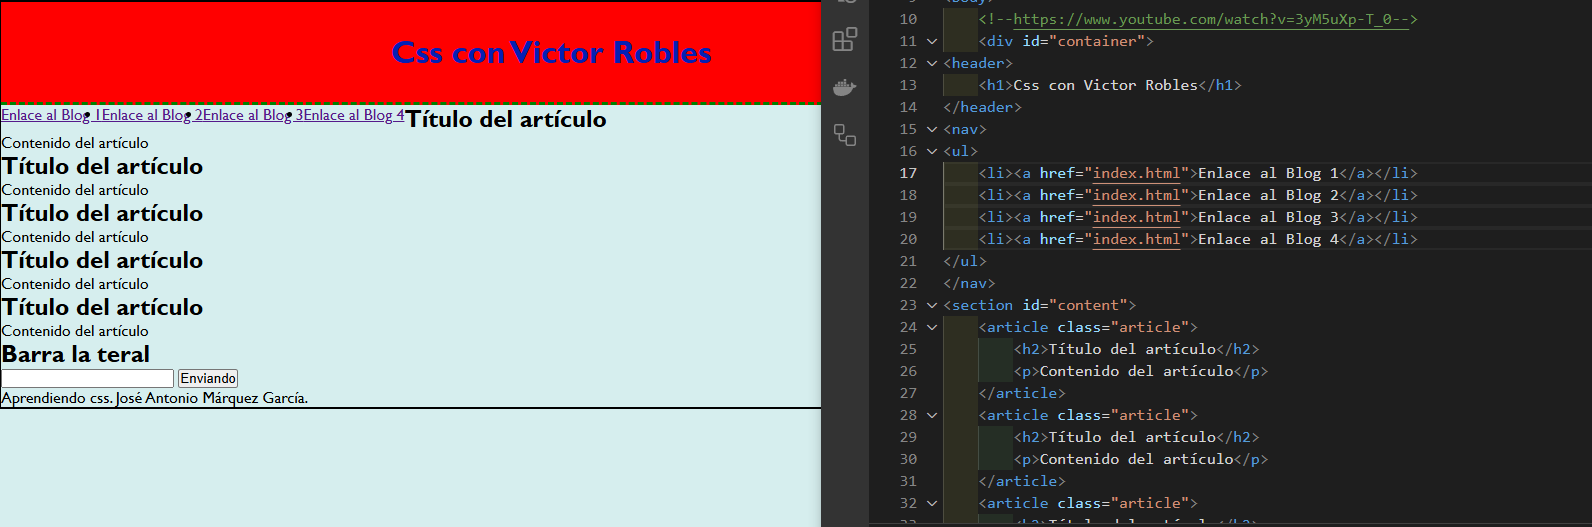 Css con Victor Robles
Enlace al Blog 1Enlace al Blog 2Enlace al Blog 3Enlace al Blog 4Título del artículo
Contenido del artículo
Título del artículo
Contenido del artículo
Título del artículo
Contenido del artículo
Título del artículo
Contenido del artículo
Título del artículo
Contenido del artículo
Barra la teral
Enviando
Aprendiendo css. José Antonio Márquez García.
10 <!--https://www.youtube.com/watch?v=3yM5uXp-T_0-->
11 <div id="container">
12 <header>
13 <h1>Css con Victor Robles</h1>
14 </header>
15 <nav>
16 <ul>
17 <li><a href="index.html">Enlace al Blog 1</a></li>
18 <li><a href="index.html">Enlace al Blog 2</a></li>
19 <li><a href="index.html">Enlace al Blog 3</a></li>
20 <li><a href="index.html">Enlace al Blog 4</a></li>
21 </ul>
22 </nav>
23 <section id="content">
24 <article class="article">
25 <h2>Título del artículo</h2>
26 <p>Contenido del artículo</p>
27 </article>
28 <article class="article">
29 <h2>Título del artículo</h2>
30 <p>Contenido del artículo</p>
31 </article>
32 <article class="article">